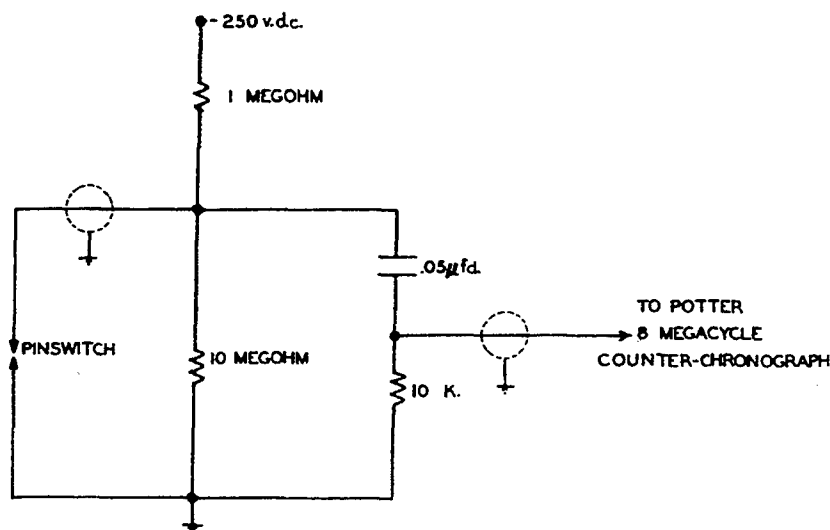 - 250 v.d.c.
1 MEGOHM
.05μfd.
PINSWITCH
10 MEGOHM
10 K.
TO POTTER
8 MEGACYCLE
COUNTER-CHRONOGRAPH